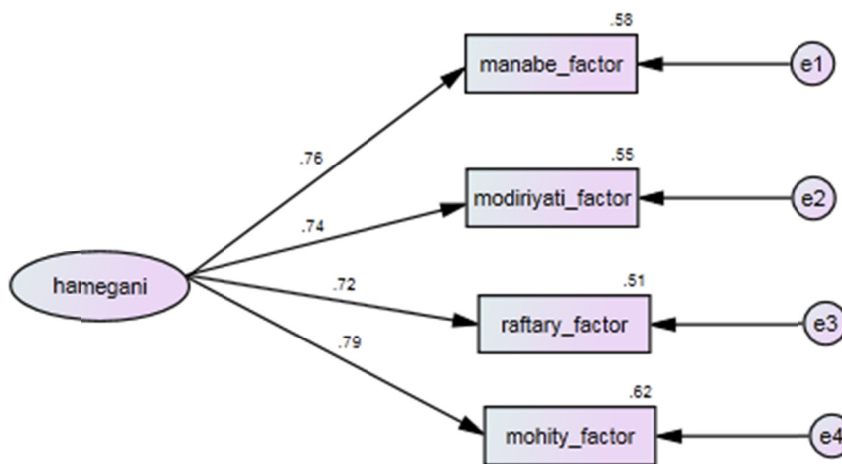 .58
manabe_factor
e1
.76
.55
modiriyati_factor
e2
.74
hamegani
.72
.51
raftary_factor
e3
.79
.62
mohity_factor
e4